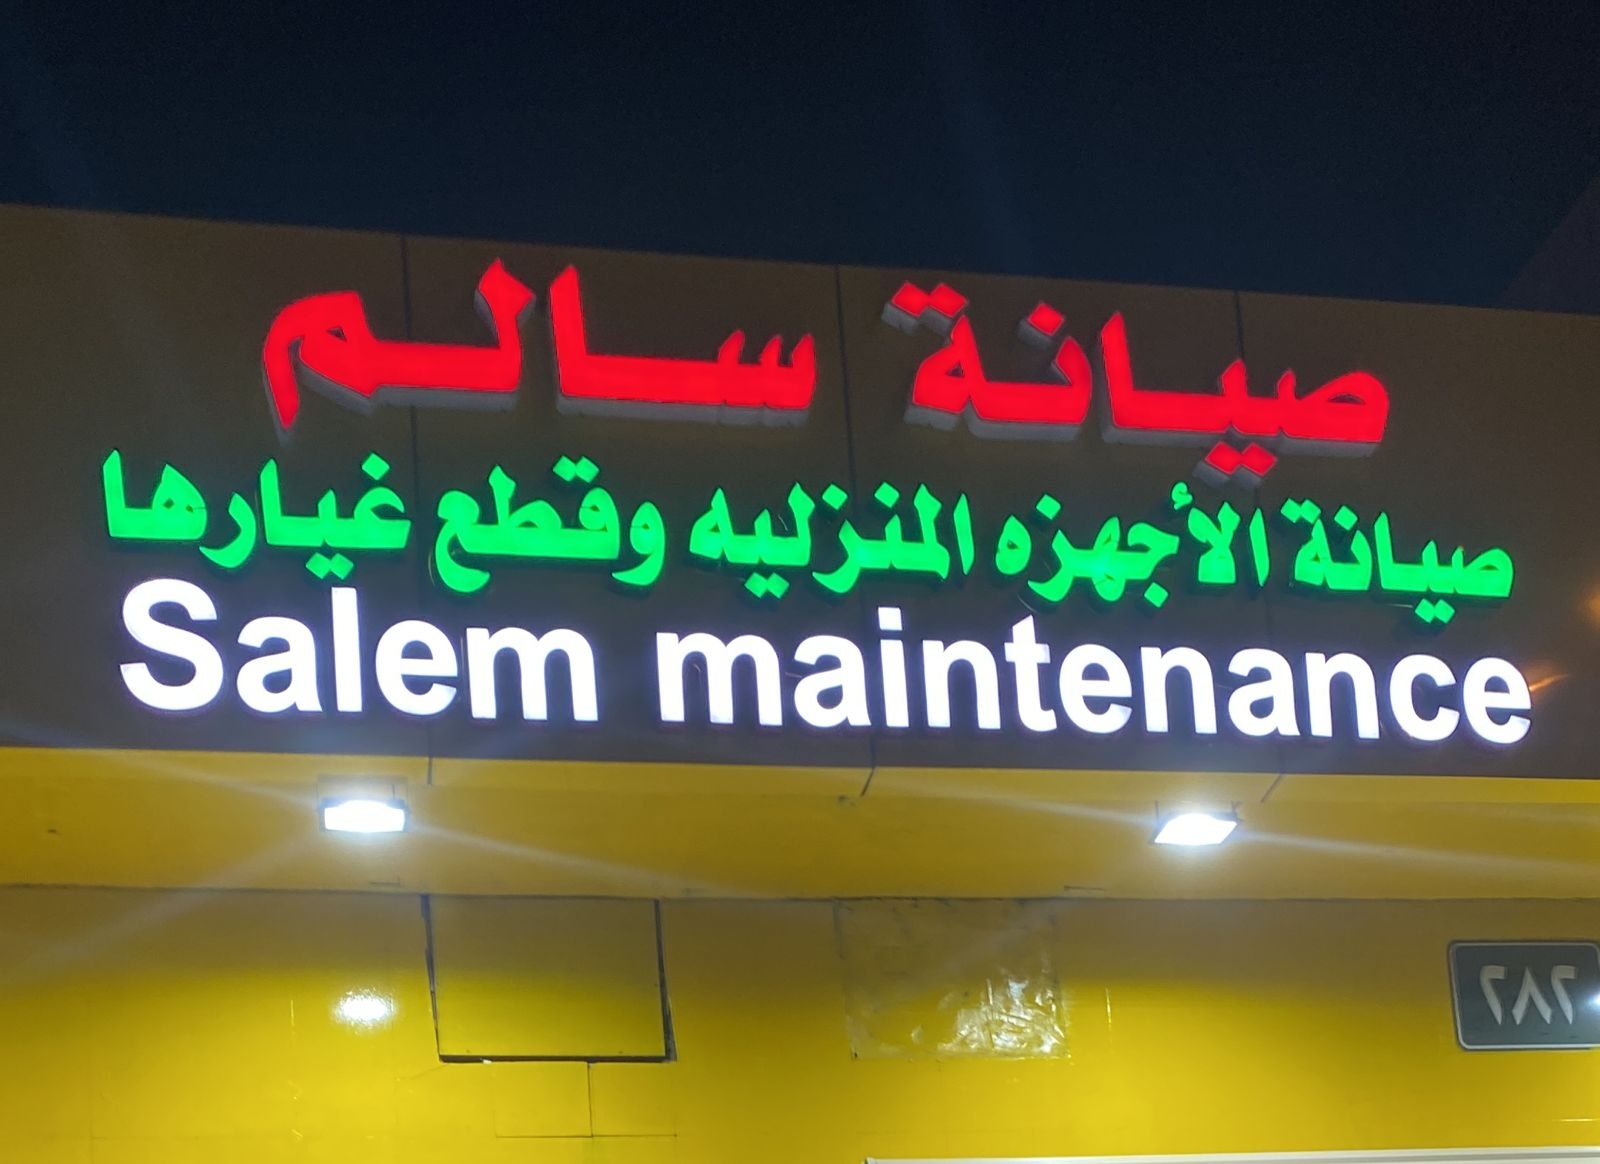 صيانة سالم
صيانة الأجهزه المنزليه وقطع غيارها
Salem maintenance
٢٨٢